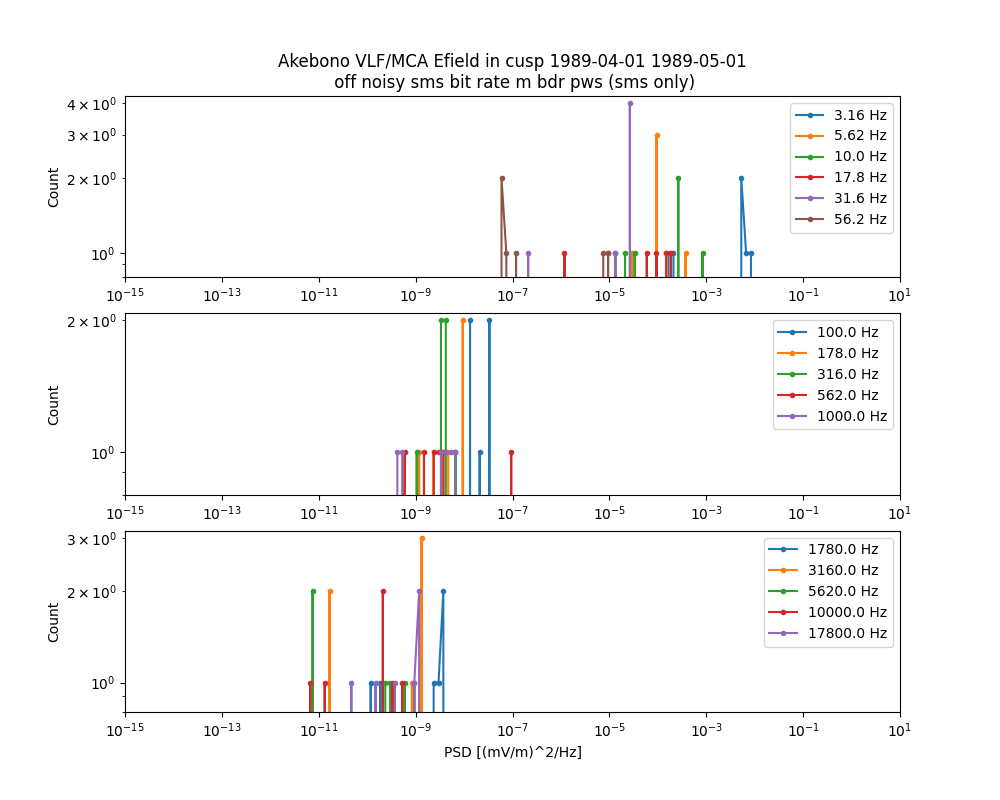 Akebono VLF/MCA Efield in cusp 1989-04-01 1989-05-01
off noisy sms bit rate m bdr pws (sms only)
4 × 10⁰
3 × 10⁰
2 × 10⁰
10⁰
Count
3.16 Hz
5.62 Hz
10.0 Hz
17.8 Hz
31.6 Hz
56.2 Hz
10⁻¹⁵ 10⁻¹³ 10⁻¹¹ 10⁻⁹ 10⁻⁷ 10⁻⁵ 10⁻³ 10⁻¹ 10¹
2 × 10⁰
10⁰
Count
100.0 Hz
178.0 Hz
316.0 Hz
562.0 Hz
1000.0 Hz
10⁻¹⁵ 10⁻¹³ 10⁻¹¹ 10⁻⁹ 10⁻⁷ 10⁻⁵ 10⁻³ 10⁻¹ 10¹
3 × 10⁰
2 × 10⁰
10⁰
Count
1780.0 Hz
3160.0 Hz
5620.0 Hz
10000.0 Hz
17800.0 Hz
10⁻¹⁵ 10⁻¹³ 10⁻¹¹ 10⁻⁹ 10⁻⁷ 10⁻⁵ 10⁻³ 10⁻¹ 10¹
PSD [(mV/m)^2/Hz]